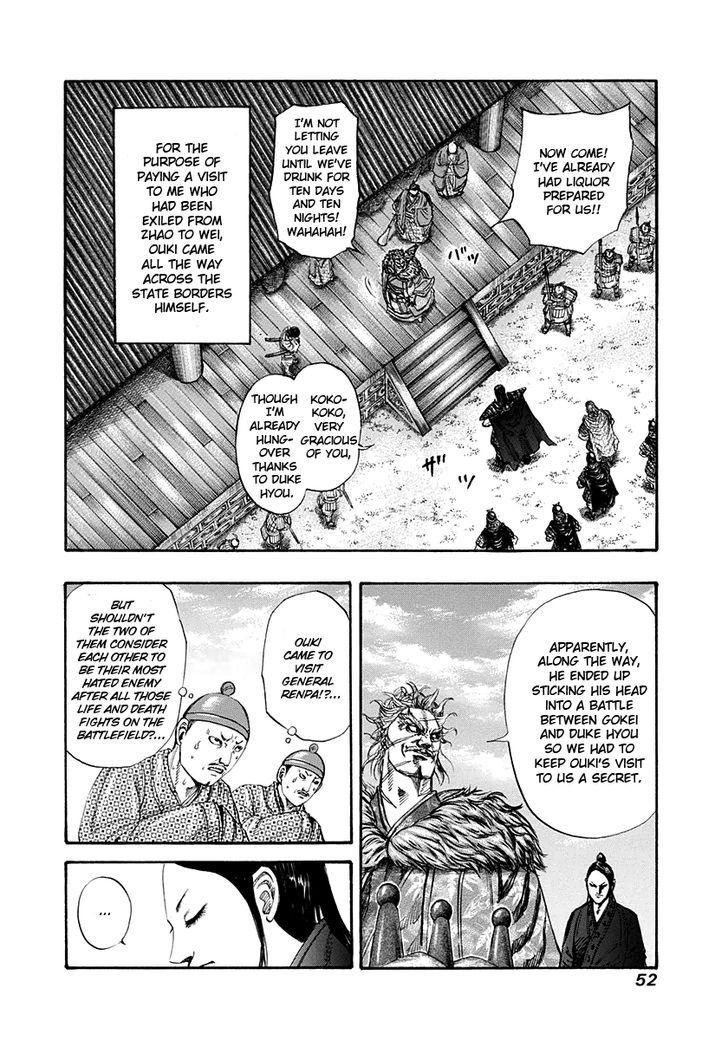 NOW COME!
I'VE ALREADY
HAD LIQUOR
PREPARED
FOR US!!
I'M NOT
LETTING
YOU LEAVE
UNTIL WE'VE
DRUNK FOR
TEN DAYS
AND TEN
NIGHTS!
WAHAHAH!
FOR THE
PURPOSE OF
PAYING A VISIT
TO ME WHO
HAD BEEN
EXILED FROM
ZHAO TO WEI,
OUKI CAME
ALL THE WAY
ACROSS THE
STATE BORDERS
HIMSELF.
ザッ
KOKO-
KOKO,
VERY
GRACIOUS
OF YOU,
THOUGH
I'M
ALREADY
HUNG-
OVER
THANKS
TO DUKE
HYOU.
APPARENTLY,
ALONG THE WAY,
HE ENDED UP
STICKING HIS HEAD
INTO A BATTLE
BETWEEN GOKEI
AND DUKE HYOU
SO WE HAD TO
KEEP OUKI'S VISIT
TO US A SECRET.
OUKI
CAME TO
VISIT
GENERAL
RENPA!?...
BUT
SHOULDN'T
THE TWO OF
THEM CONSIDER
EACH OTHER TO
BE THEIR MOST
HATED ENEMY
AFTER ALL THOSE
LIFE AND DEATH
FIGHTS ON THE
BATTLEFIELD?...
...
52